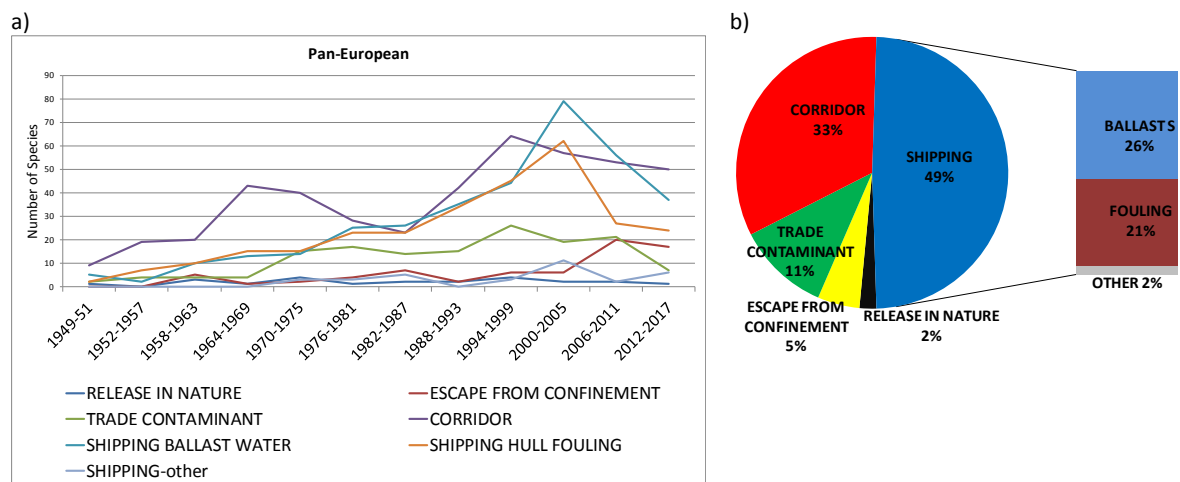 a)
Pan-European
Number of Species
90
80
70
60
50
40
30
20
10
0
1949-51
1952-1957
1958-1963
1964-1969
1970-1975
1976-1981
1982-1987
1988-1993
1994-1999
2000-2005
2006-2011
2012-2017
RELEASE IN NATURE
ESCAPE FROM CONFINEMENT
TRADE CONTAMINANT
CORRIDOR
SHIPPING BALLAST WATER
SHIPPING HULL FOULING
SHIPPING-other
b)
CORRIDOR
33%
SHIPPING
49%
TRADE
CONTAMINANT
11%
ESCAPE FROM
CONFINEMENT
5%
RELEASE IN NATURE
2%
BALLAST S
26%
FOULING
21%
OTHER 2%